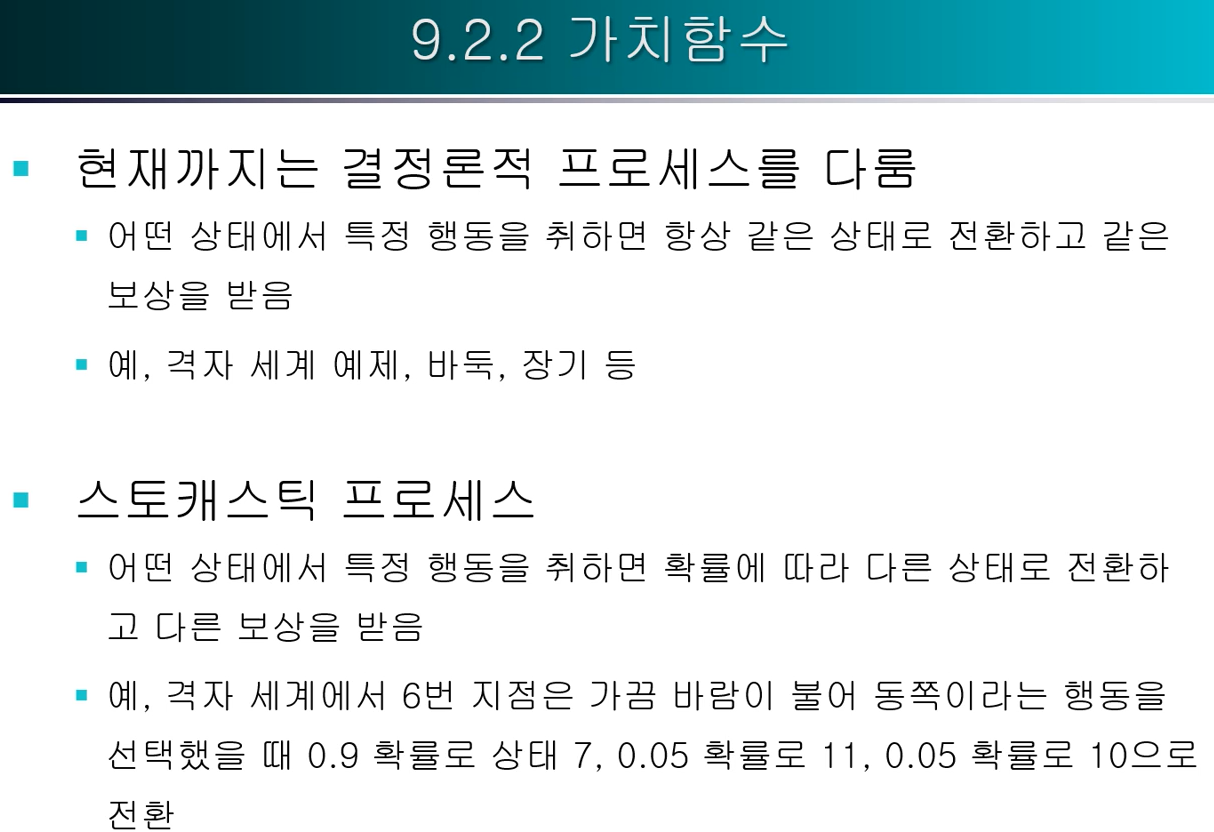 9.2.2 가치함수
현재까지는 결정론적 프로세스를 다룸
어떤 상태에서 특정 행동을 취하면 항상 같은 상태로 전환하고 같은
보상을 받음
예, 격자 세계 예제, 바둑, 장기 등
스토캐스틱 프로세스
어떤 상태에서 특정 행동을 취하면 확률에 따라 다른 상태로 전환하
고 다른 보상을 받음
예, 격자 세계에서 6번 지점은 가끔 바람이 불어 동쪽이라는 행동을
선택했을 때 0.9 확률로 상태 7, 0.05 확률로 11, 0.05 확률로 10으로
전환